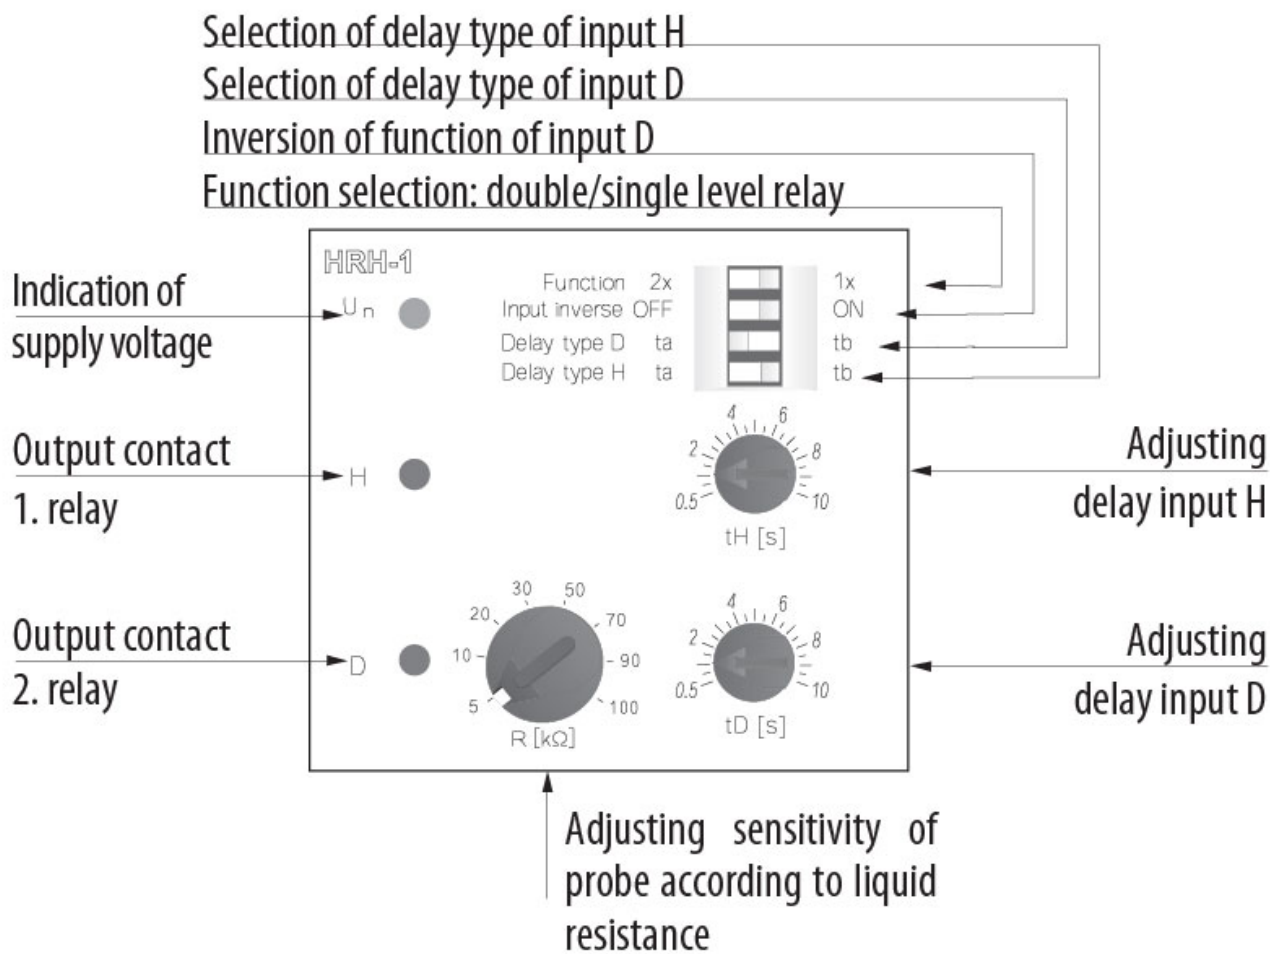 Selection of delay type of input H
Selection of delay type of input D
Inversion of function of input D
Function selection: double/single level relay
HRH-1
Indication of
supply voltage
Un
Function 2x 1x
Input inverse OFF ON
Delay type D ta tb
Delay type H ta tb
Output contact
1. relay
H
0.5 2 4 6 8 10
tH [s]
Adjusting
delay input H
Output contact
2. relay
D
5 10 20 30 50 70 90 100
R [kΩ]
0.5 2 4 6 8 10
tD [s]
Adjusting
delay input D
Adjusting sensitivity of
probe according to liquid
resistance